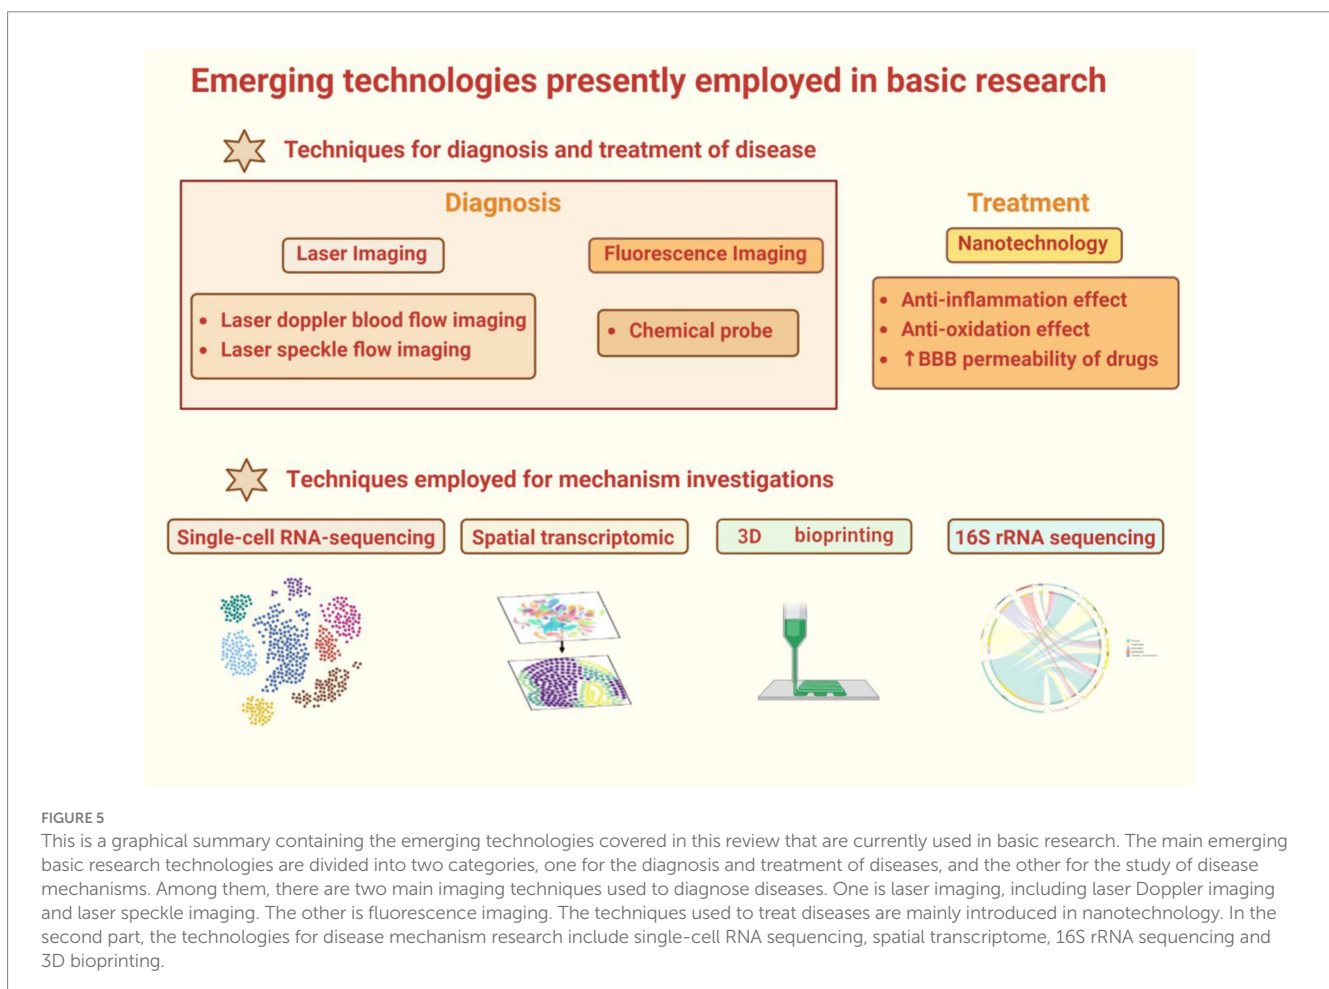 Emerging technologies presently employed in basic research
Techniques for diagnosis and treatment of disease
Diagnosis
Laser Imaging
• Laser doppler blood flow imaging
• Laser speckle flow imaging
Fluorescence Imaging
• Chemical probe
Treatment
Nanotechnology
• Anti-inflammation effect
• Anti-oxidation effect
• ↑BBB permeability of drugs
Techniques employed for mechanism investigations
Single-cell RNA-sequencing
Spatial transcriptomic
3D bioprinting
16S rRNA sequencing
FIGURE 5
This is a graphical summary containing the emerging technologies covered in this review that are currently used in basic research. The main emerging
basic research technologies are divided into two categories, one for the diagnosis and treatment of diseases, and the other for the study of disease
mechanisms. Among them, there are two main imaging techniques used to diagnose diseases. One is laser imaging, including laser Doppler imaging
and laser speckle imaging. The other is fluorescence imaging. The techniques used to treat diseases are mainly introduced in nanotechnology. In the
second part, the technologies for disease mechanism research include single-cell RNA sequencing, spatial transcriptome, 16S rRNA sequencing and
3D bioprinting.